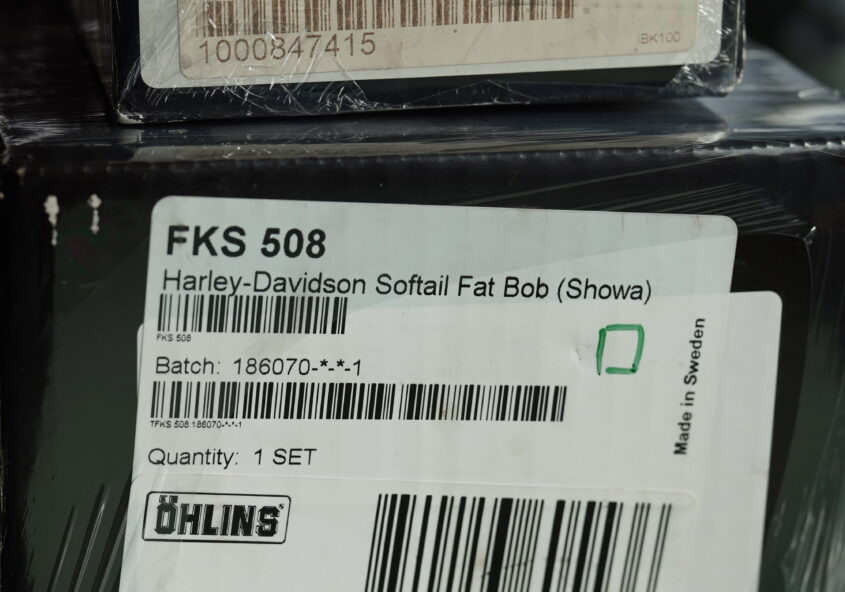 1000847415
IBK100
FKS 508
Harley-Davidson Softail Fat Bob (Showa)
FKS 508
Batch: 186070-*-*-1
TFKS 508.186070-*-*-1
Quantity: 1 SET
Made in Sweden
ÖHLINS